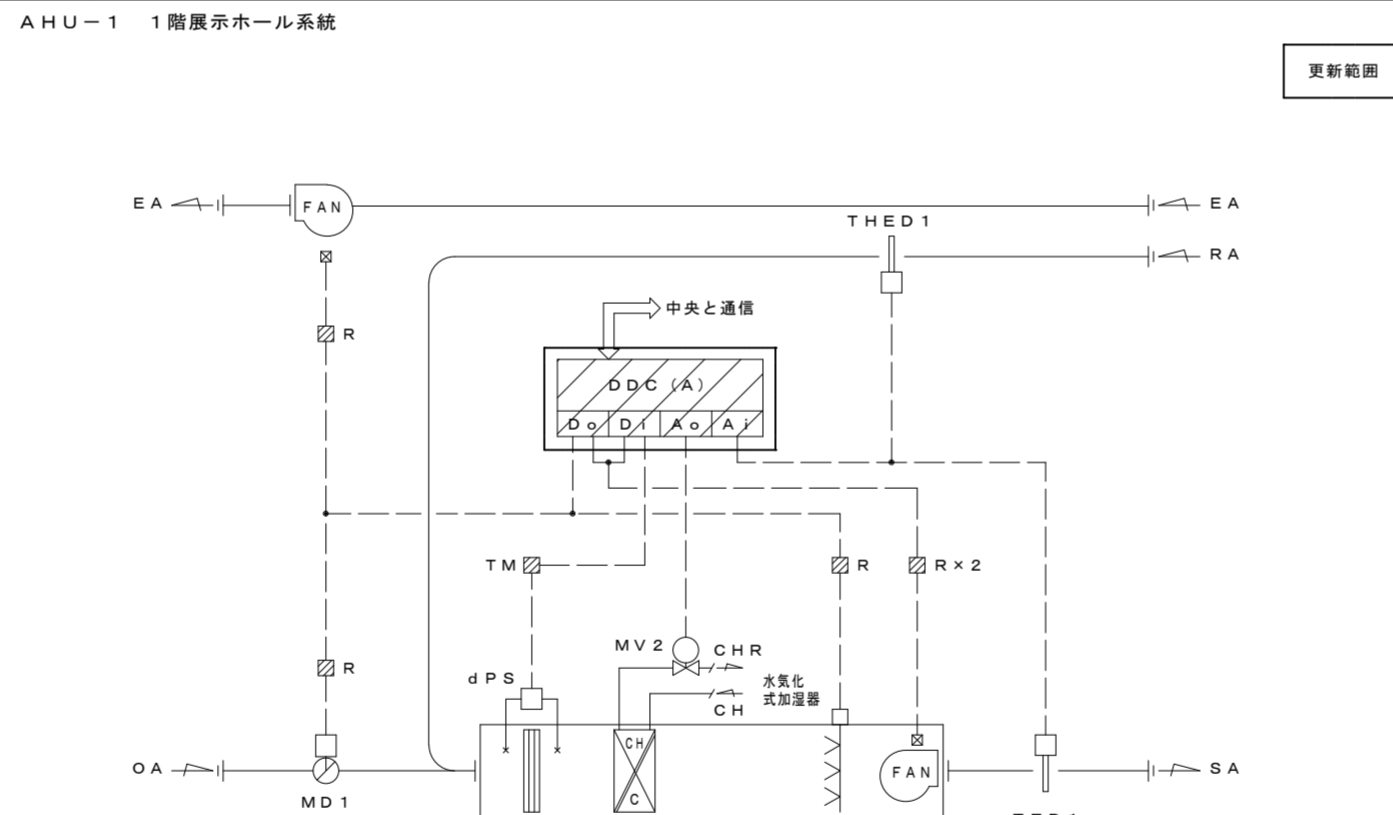 AHU－1　1階展示ホール系統
更新範囲
EA
FAN
EA
THED1
RA
中央と通信
R
DDC（A）
Do Di Ao Ai
TM
R
R×2
MV2
CHR
R
dPS
水気化
式加湿器
CH
CH
OA
FAN
SA
C
MD1